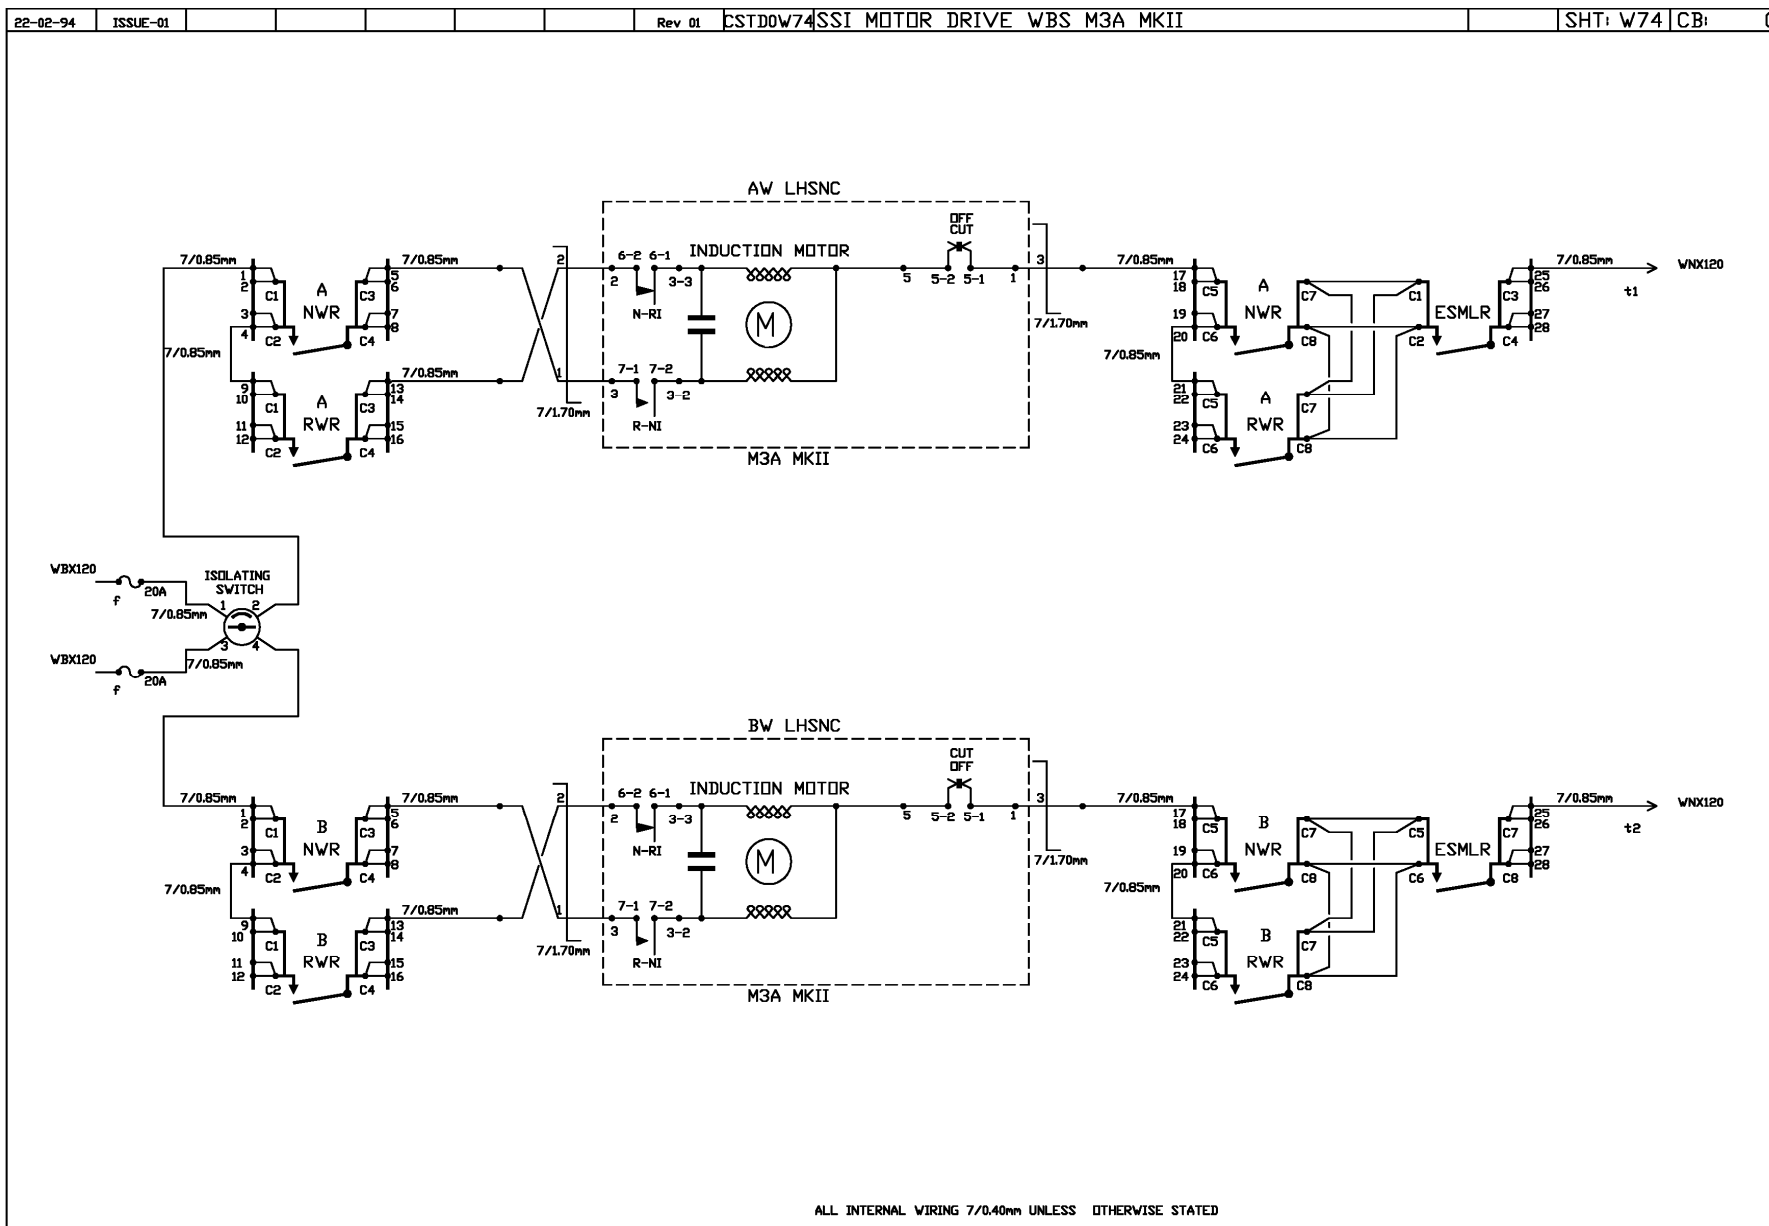 22-02-94 ISSUE-01 Rev 01 CSTD0W74 SSI MOTOR DRIVE WBS M3A MKII SHT: W74 CB:
AW LHSNC
OFF
CUT
INDUCTION MOTOR
7/0.85mm 7/0.85mm 2 6-2 6-1 3 7/0.85mm 7/0.85mm WNX120
1 5 2 3-3 5 5-2 5-1 1 17 25
2 C1 A C3 6 18 C5 A C7 C1 C3 26 t1
NWR N-RI M NWR ESMLR
3 7 7/1.70mm 19 27
4 C2 C4 8 20 C6 C8 C2 C4 28
7/0.85mm 7/0.85mm
7/0.85mm 1 7-1 7-2
9 13 3 3-2 21
10 C1 A C3 14 22 C5 A C7
7/1.70mm
RWR R-NI RWR
11 15 23
12 C2 C4 16 24 C6 C8
M3A MKII
WBX120
f 20A
ISOLATING
SWITCH
7/0.85mm 1 2
3 4
WBX120 7/0.85mm
f 20A
BW LHSNC
CUT
OFF
INDUCTION MOTOR
7/0.85mm 7/0.85mm 2 6-2 6-1 3 7/0.85mm 7/0.85mm WNX120
1 5 2 3-3 5 5-2 5-1 1 17 25
2 C1 B C3 6 18 C5 B C7 C5 C7 26 t2
NWR N-RI M NWR ESMLR
3 7 7/1.70mm 19 27
4 C2 C4 8 20 C6 C8 C6 C8 28
7/0.85mm 7/0.85mm
7/0.85mm 1 7-1 7-2
9 13 3 3-2 21
10 C1 B C3 14 22 C5 B C7
7/1.70mm
RWR R-NI RWR
11 15 23
12 C2 C4 16 24 C6 C8
M3A MKII
ALL INTERNAL WIRING 7/0.40mm UNLESS OTHERWISE STATED